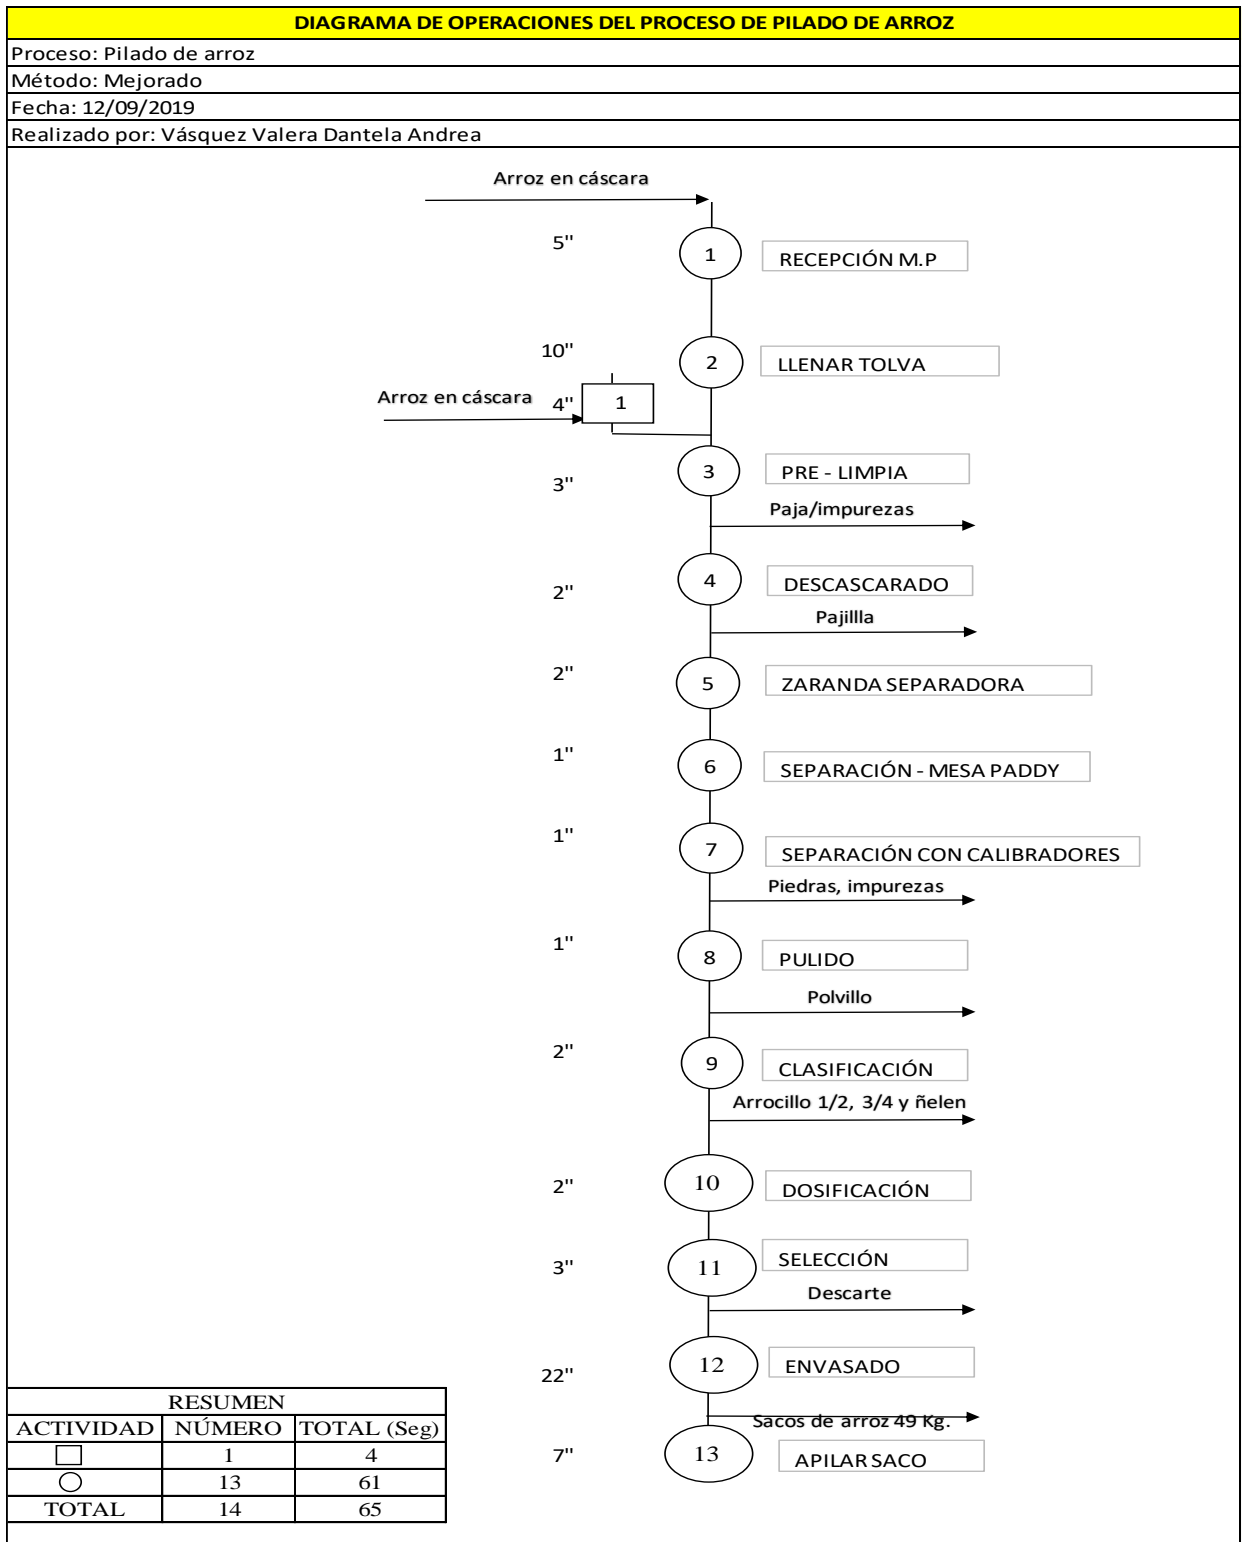 DIAGRAMA DE OPERACIONES DEL PROCESO DE PILADO DE ARROZ
Proceso: Pilado de arroz
Método: Mejorado
Fecha: 12/09/2019
Realizado por: Vásquez Valera Dantela Andrea
Arroz en cáscara
5" 1 RECEPCIÓN M.P
10" 2 LLENAR TOLVA
Arroz en cáscara 4" 1
3" 3 PRE - LIMPIA
Paja/impurezas
2" 4 DESCASCARADO
Pajillla
2" 5 ZARANDA SEPARADORA
1" 6 SEPARACIÓN - MESA PADDY
1" 7 SEPARACIÓN CON CALIBRADORES
Piedras, impurezas
1" 8 PULIDO
Polvillo
2" 9 CLASIFICACIÓN
Arrocillo 1/2, 3/4 y ñelen
2" 10 DOSIFICACIÓN
3" 11 SELECCIÓN
Descarte
22" 12 ENVASADO
Sacos de arroz 49 Kg.
7" 13 APILAR SACO
RESUMEN
ACTIVIDAD NÚMERO TOTAL (Seg)
1 4
13 61
TOTAL 14 65